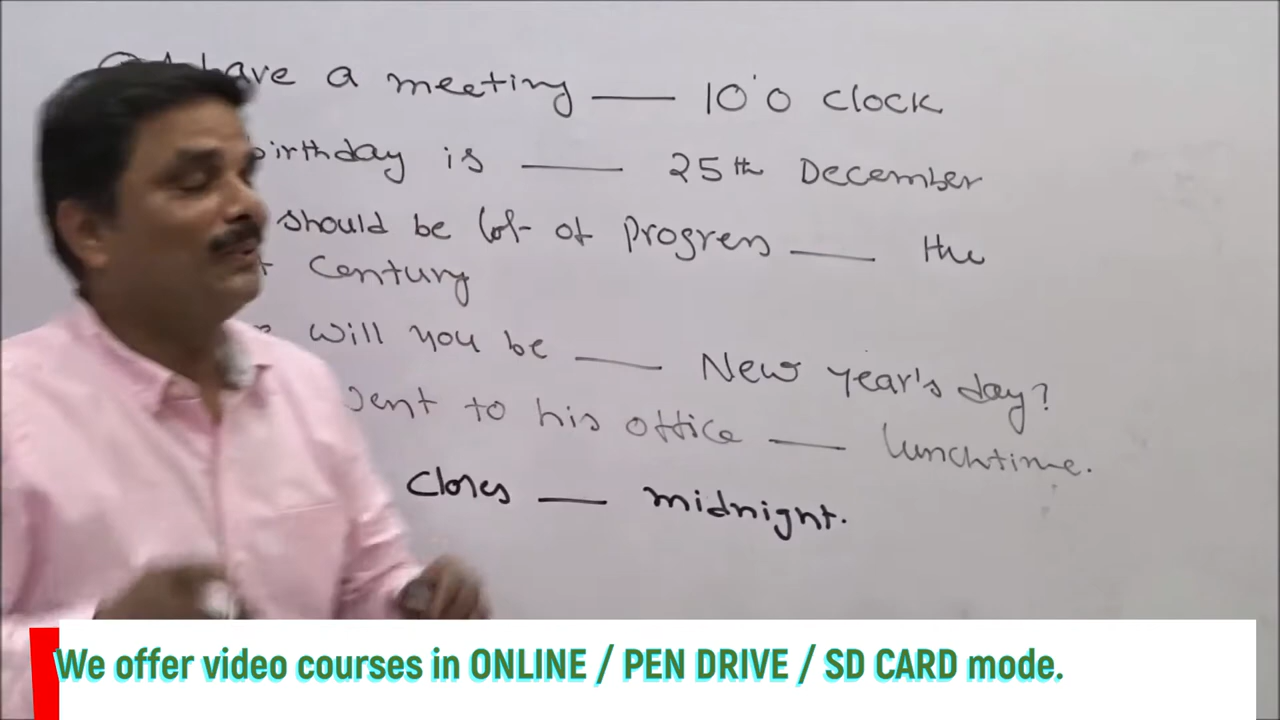 have a meeting ___ 10'0 clock
birthday is ___ 25th December
should be lot of Progress ___ the
Century
will you be ___ New Year's day?
to his office ___ lunchtime.
closes ___ midnight.
We offer video courses in ONLINE / PEN DRIVE / SD CARD mode.